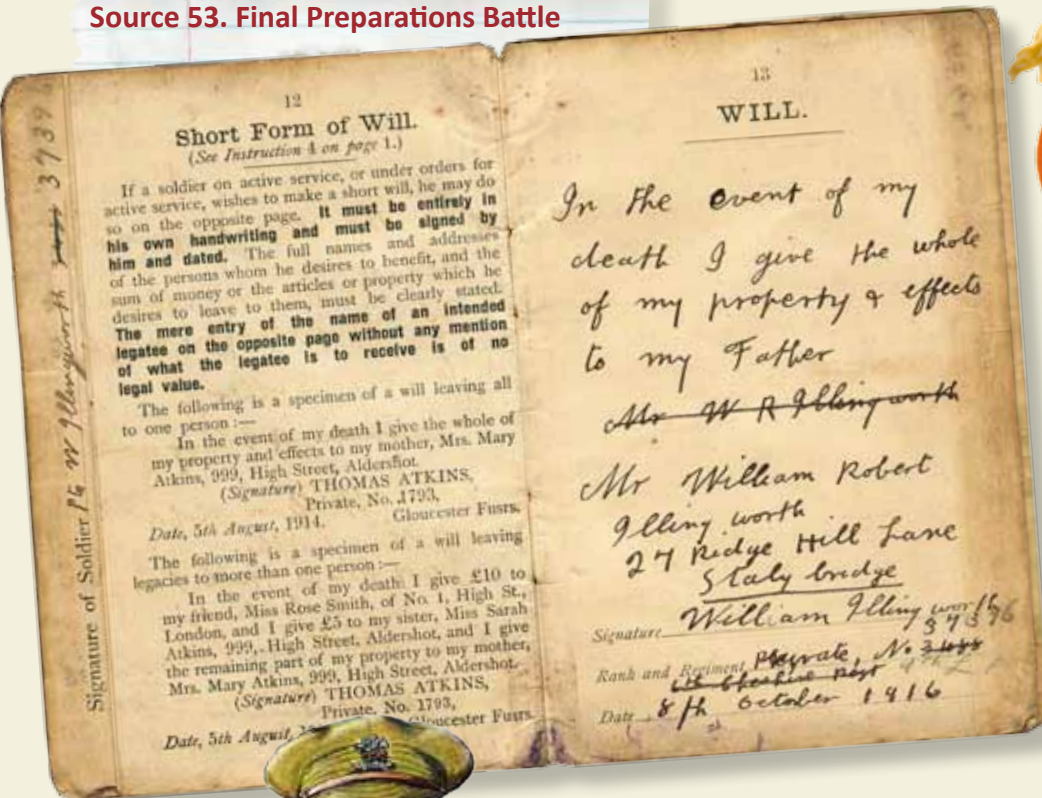 Source 53. Final Preparations Battle
12
Short Form of Will.
(See Instruction 4 on page 1.)
If a soldier on active service, or under orders for
active service, wishes to make a short will, he may do
so on the opposite page. It must be entirely in
his own handwriting and must be signed by
him and dated. The full names and addresses
of the persons whom he desires to benefit, and the
sum of money or the articles or property which he
desires to leave to them, must be clearly stated.
The mere entry of the name of an intended
legatee on the opposite page without any mention
of what the legatee is to receive is of no
legal value.
The following is a specimen of a will leaving all
to one person :—
In the event of my death I give the whole of
my property and effects to my mother, Mrs. Mary
Atkins, 999, High Street, Aldershot.
(Signature) THOMAS ATKINS,
Private, No. 1793,
Gloucester Fusrs.
Date, 5th August, 1914.
The following is a specimen of a will leaving
legacies to more than one person :—
In the event of my death I give £10 to
my friend, Miss Rose Smith, of No. 1, High St.,
London, and I give £5 to my sister, Miss Sarah
Atkins, 999, High Street, Aldershot, and I give
the remaining part of my property to my mother,
Mrs. Mary Atkins, 999, High Street, Aldershot.
(Signature) THOMAS ATKINS,
Private, No. 1793,
Gloucester Fusrs.
Date, 5th August,
Signature of Soldier Pte W Illingworth 3939
13
WILL.
In the event of my
death I give the whole
of my property & effects
to my Father
Mr W R Illingworth
Mr William Robert
Illing worth
27 Ridge Hill Lane
Staly bridge
Signature William Illingworth
Rank and Regiment Private, No
Date 8th October 1916